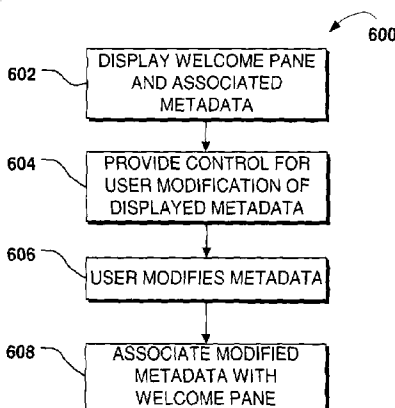 600
602
DISPLAY WELCOME PANE
AND ASSOCIATED
METADATA
604
PROVIDE CONTROL FOR
USER MODIFICATION OF
DISPLAYED METADATA
606
USER MODIFIES METADATA
608
ASSOCIATE MODIFIED
METADATA WITH
WELCOME PANE